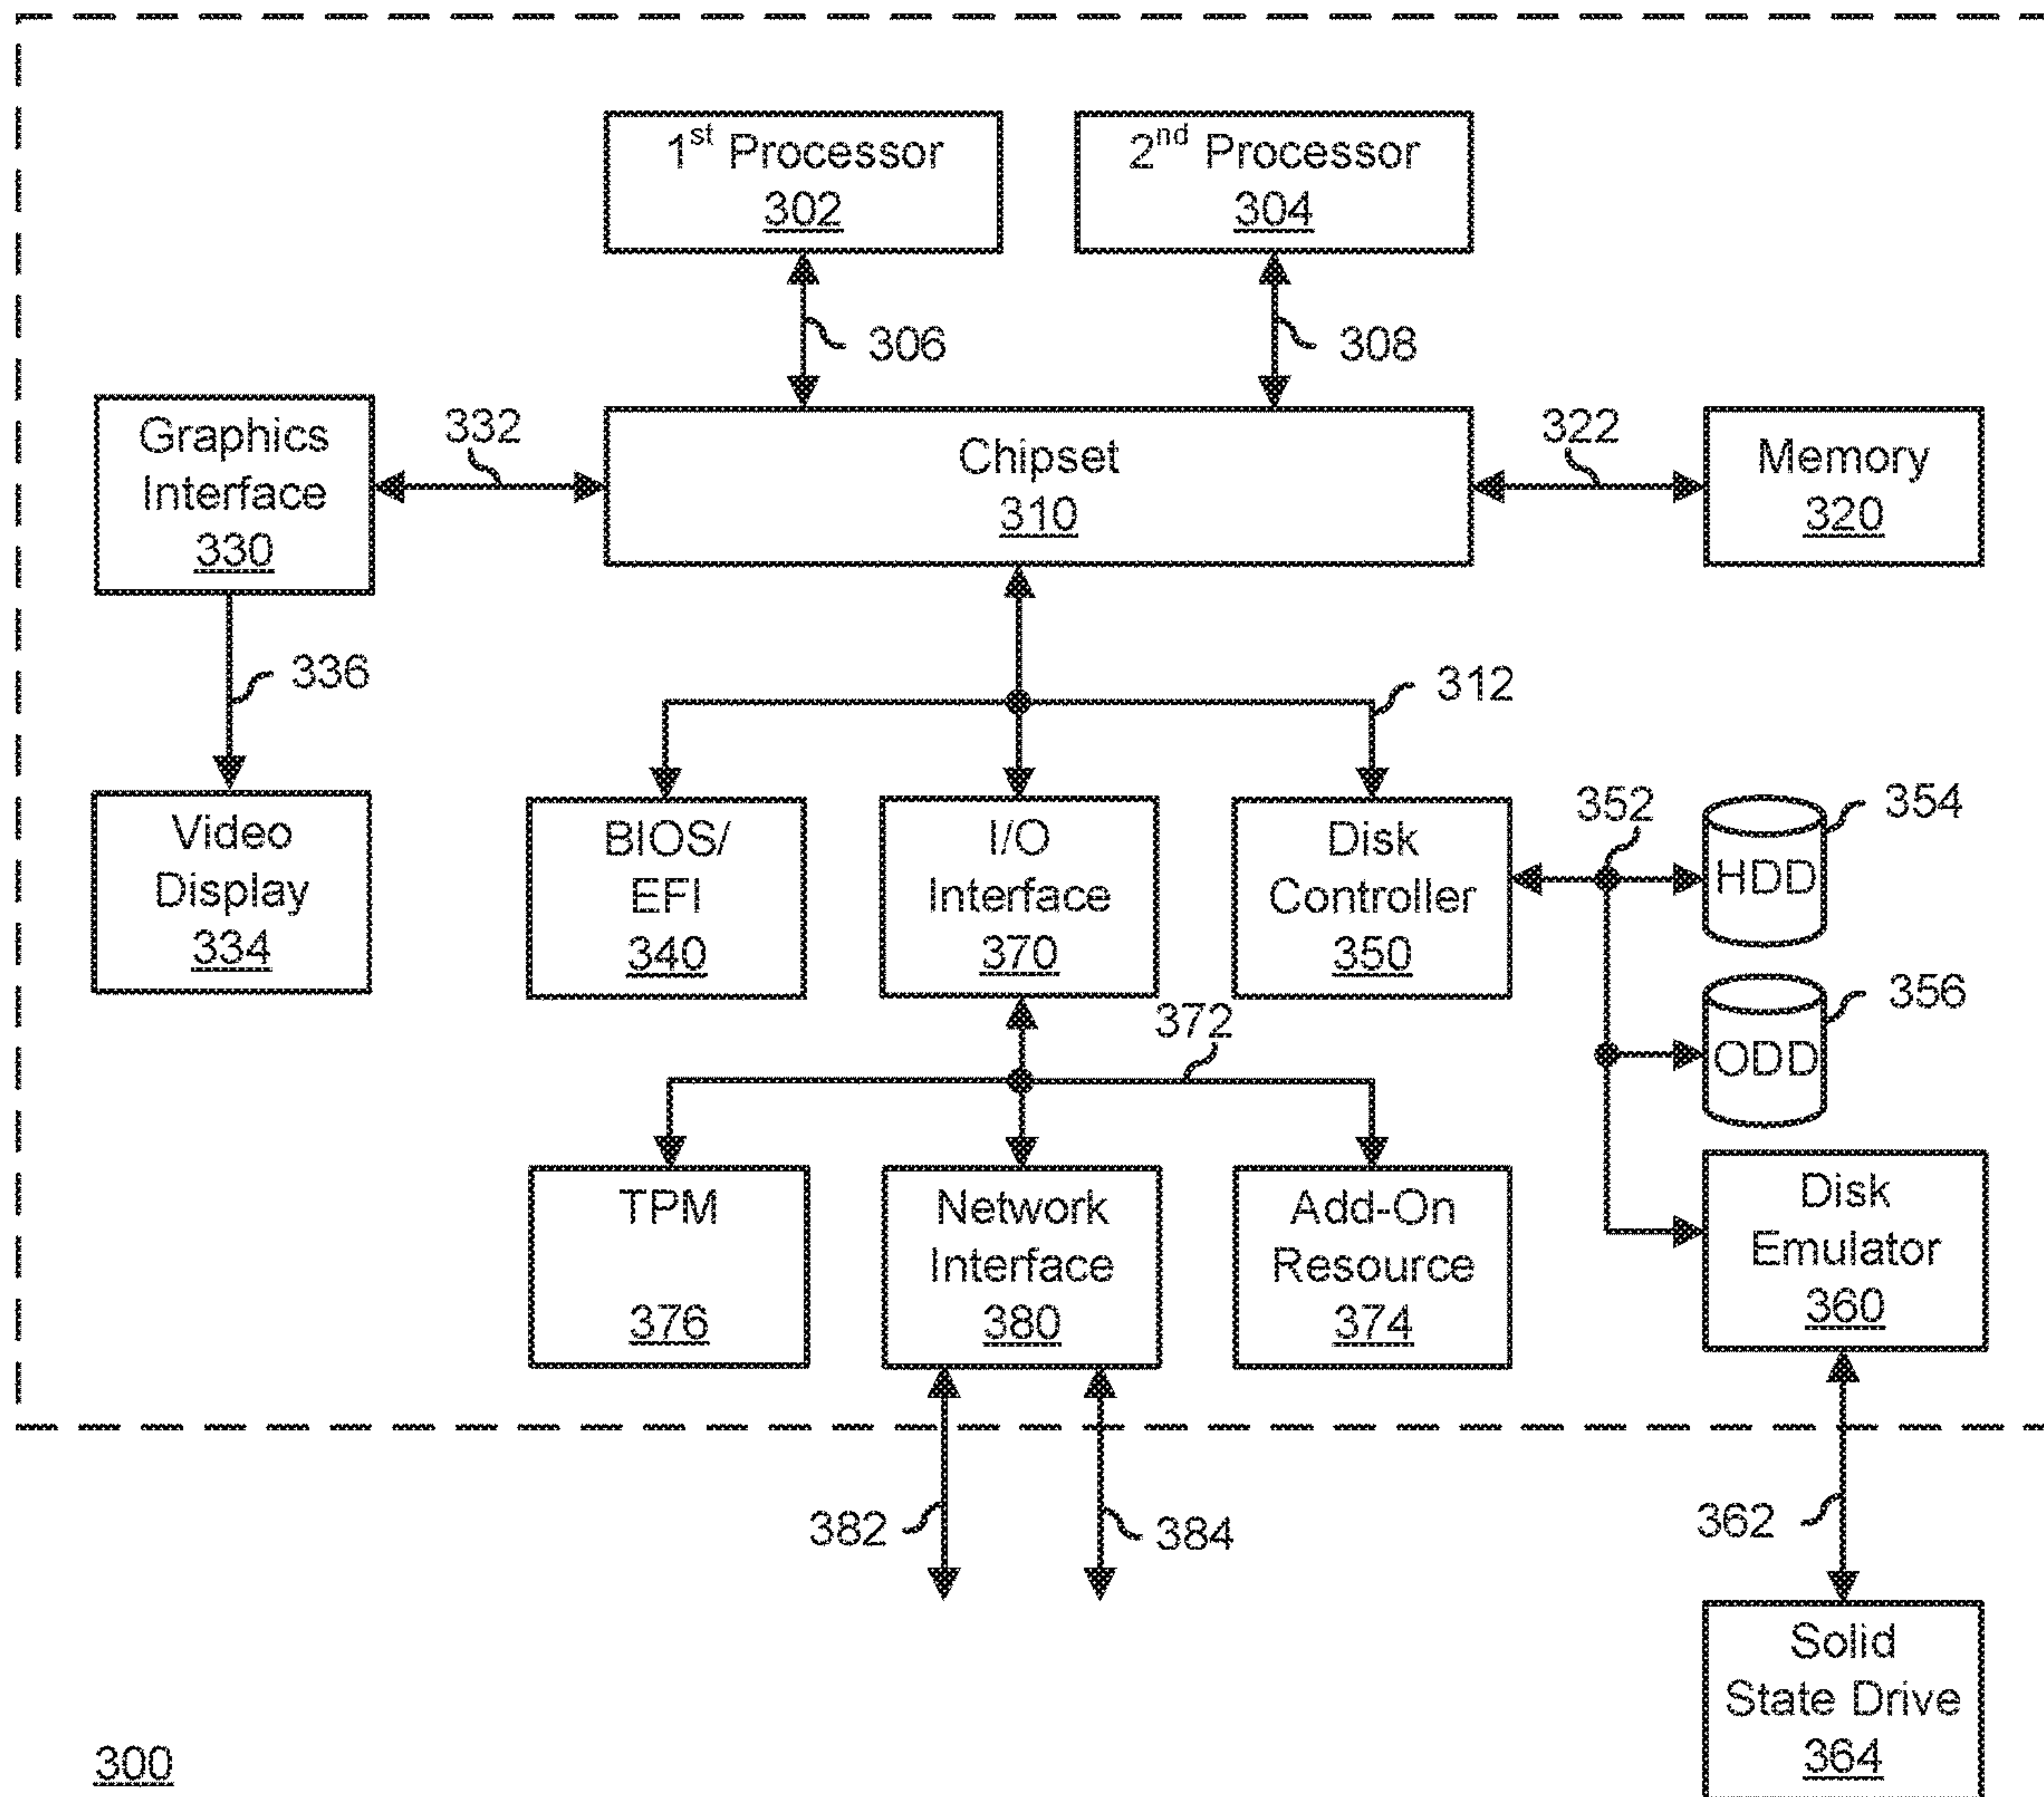 1st Processor
302
2nd Processor
304
306
308
Graphics
Interface
330
332
Chipset
310
322
Memory
320
336
312
Video
Display
334
BIOS/
EFI
340
I/O
Interface
370
Disk
Controller
350
352
HDD
354
372
ODD
356
TPM
376
Network
Interface
380
Add-On
Resource
374
Disk
Emulator
360
382
384
362
Solid
State Drive
364
300